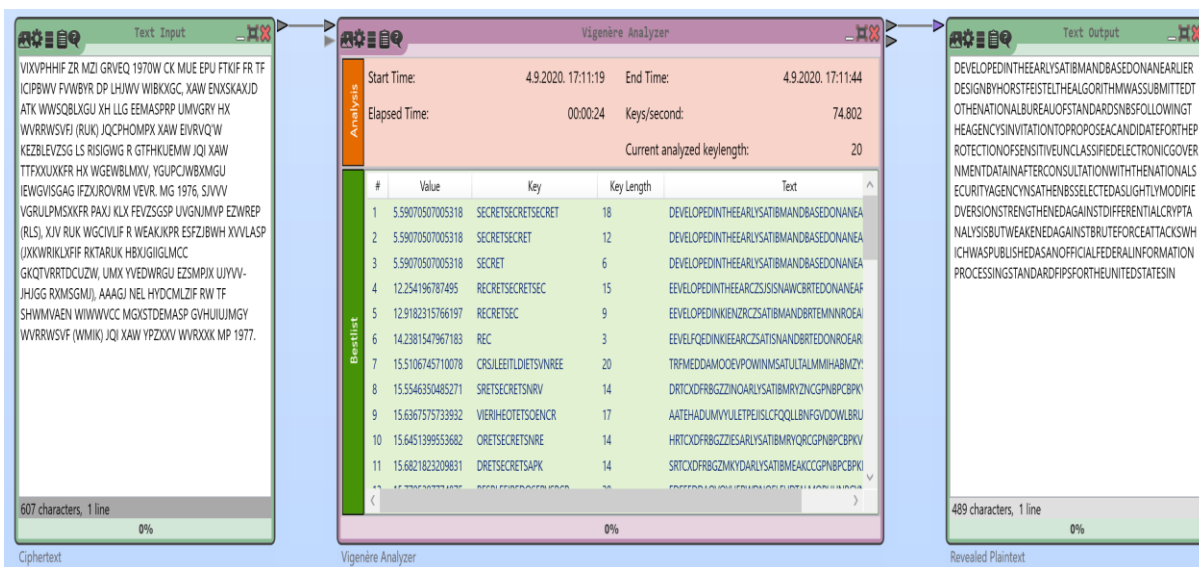 Text Input
VIXVPHHIF ZR MZI GRVEQ 1970W CK MUE EPU FTKIF FR TF
ICIPBWV FVWBYR DP LHJWV WIBKXGC, XAW ENXSKAXJD
ATK WWSQBLXGU XH LLG EEMASPRP UMVGRY HX
WVRRWSVFJ (RUK) JQCPHOMPX XAW EIVRVQ'W
KEZBLEVZSG LS RISIGWG R GTFHKUEMW JQI XAW
TTFXXUXKFR HX WGEWBLMXV, YGUPCJWBXMGU
IEWGVISGAG IFZXJROVRM VEVR. MG 1976, SJVVV
VGRULPMSXKFR PAXJ KLX FEVZSGSP UVGNJMVP EZWREP
(RLS), XJV RUK WGCIVLIF R WEAKJKPR ESFZJBWH XVVLASP
(JXKWRIKLXFIF RKTARUK HBXJGIIGLMCC
GKQTVRRTDCUZW, UMX YVEDWRGU EZSMPJX UJYVV-
JHJGG RXMSGMJ), AAAGJ NEL HYDCMLZIF RW TF
SHWMVAEN WIWWVCC MGXSTDEMASP GVHUIUJMGY
WVRRWSVF (WMIK) JQI XAW YPZXXV WVRXXK MP 1977.
607 characters, 1 line
0%
Ciphertext
Vigenère Analyzer
Analysis
Start Time: 4.9.2020. 17:11:19 End Time: 4.9.2020. 17:11:44
Elapsed Time: 00:00:24 Keys/second: 74.802
Current analyzed keylength: 20
Bestlist
# Value Key Key Length Text
1 5.59070507005318 SECRETSECRETSECRET 18 DEVELOPEDINTHEEARLYSATIBMANDBASEDONANEA
2 5.59070507005318 SECRETSECRET 12 DEVELOPEDINTHEEARLYSATIBMANDBASEDONANEA
3 5.59070507005318 SECRET 6 DEVELOPEDINTHEEARLYSATIBMANDBASEDONANEA
4 12.254196787495 RECRETSECRETSEC 15 EEVELOPEDINTHEEARCZSJSISNAWCBRTEDONANEAR
5 12.9182315766197 RECRETSEC 9 EEVELOPEDINKIENZRCZSATIBMANDBRTEMNNROEA
6 14.2381547967183 REC 3 EEVELFQEDINKIEEARCZSATISNANDBRTEDONROEAR
7 15.5106745710078 CRSJLEEITLDIETSVNREE 20 TRFMEDDAMOOEVPOWINMSATULTALMMIHABMZY
8 15.5546350485271 SRETSECRETSNRV 14 DRTCXDFRBGZZINOARLYSATIBMRYZNCGPNBPCBPK
9 15.6367575733932 VIERIHEOTETSOENCR 17 AATEHADUMVYULETPEJISLCFQQLLBNFGVDOWLBRU
10 15.6451399553682 ORETSECRETSNRE 14 HRTCXDFRBGZZIESARLYSATIBMRYQRCGPNBPCBPKV
11 15.6821823209831 DRETSECRETSAPK 14 SRTCXDFRBGZMKYDARLYSATIBMEAKCCGPNBPCBPK
0%
Vigenère Analyzer
Text Output
DEVELOPEDINTHEEARLYSATIBMANDBASEDONANEARLIER
DESIGNBYHORSTFEISTELTHEALGORITHMWASSUBMITTEDT
OTHENATIONALBUREAUOFSTANDARDSNBSFOLLOWINGT
HEAGENCYSINVITATIONTOPROPOSEACANDIDATEFORTHEP
ROTECTIONOFSENSITIVEUNCLASSIFIEDELECTRONICGOVER
NMENTDATAINAFTERCONSULTATIONWITHTHENATIONALS
ECURITYAGENCYNSATHENBSSELECTEDASLIGHTLYMODIFIE
DVERSIONSTRENGTHENEDAGAINSTDIFFERENTIALCRYPTA
NALYSISBUTWEAKENEDAGAINSTBRUTEFORCEATTACKSWH
ICHWASPUBLISHEDASANOFFICIALFEDERALINFORMATION
PROCESSINGSTANDARDFIPSFORTHEUNITEDSTATESIN
489 characters, 1 line
0%
Revealed Plaintext